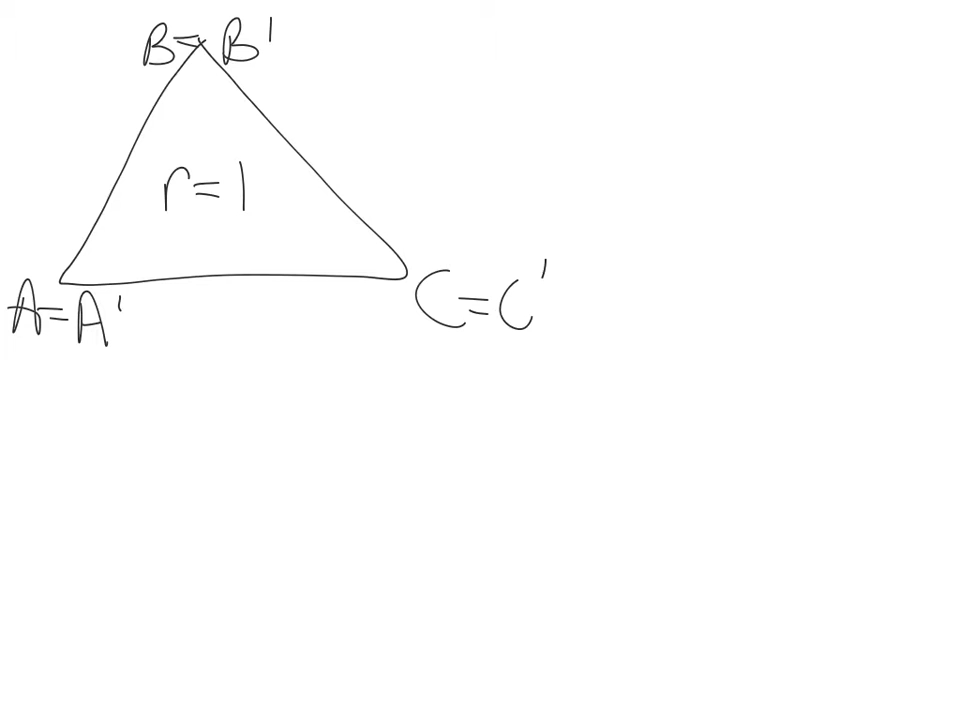 B=B'
r=1
A=A'
C=C'